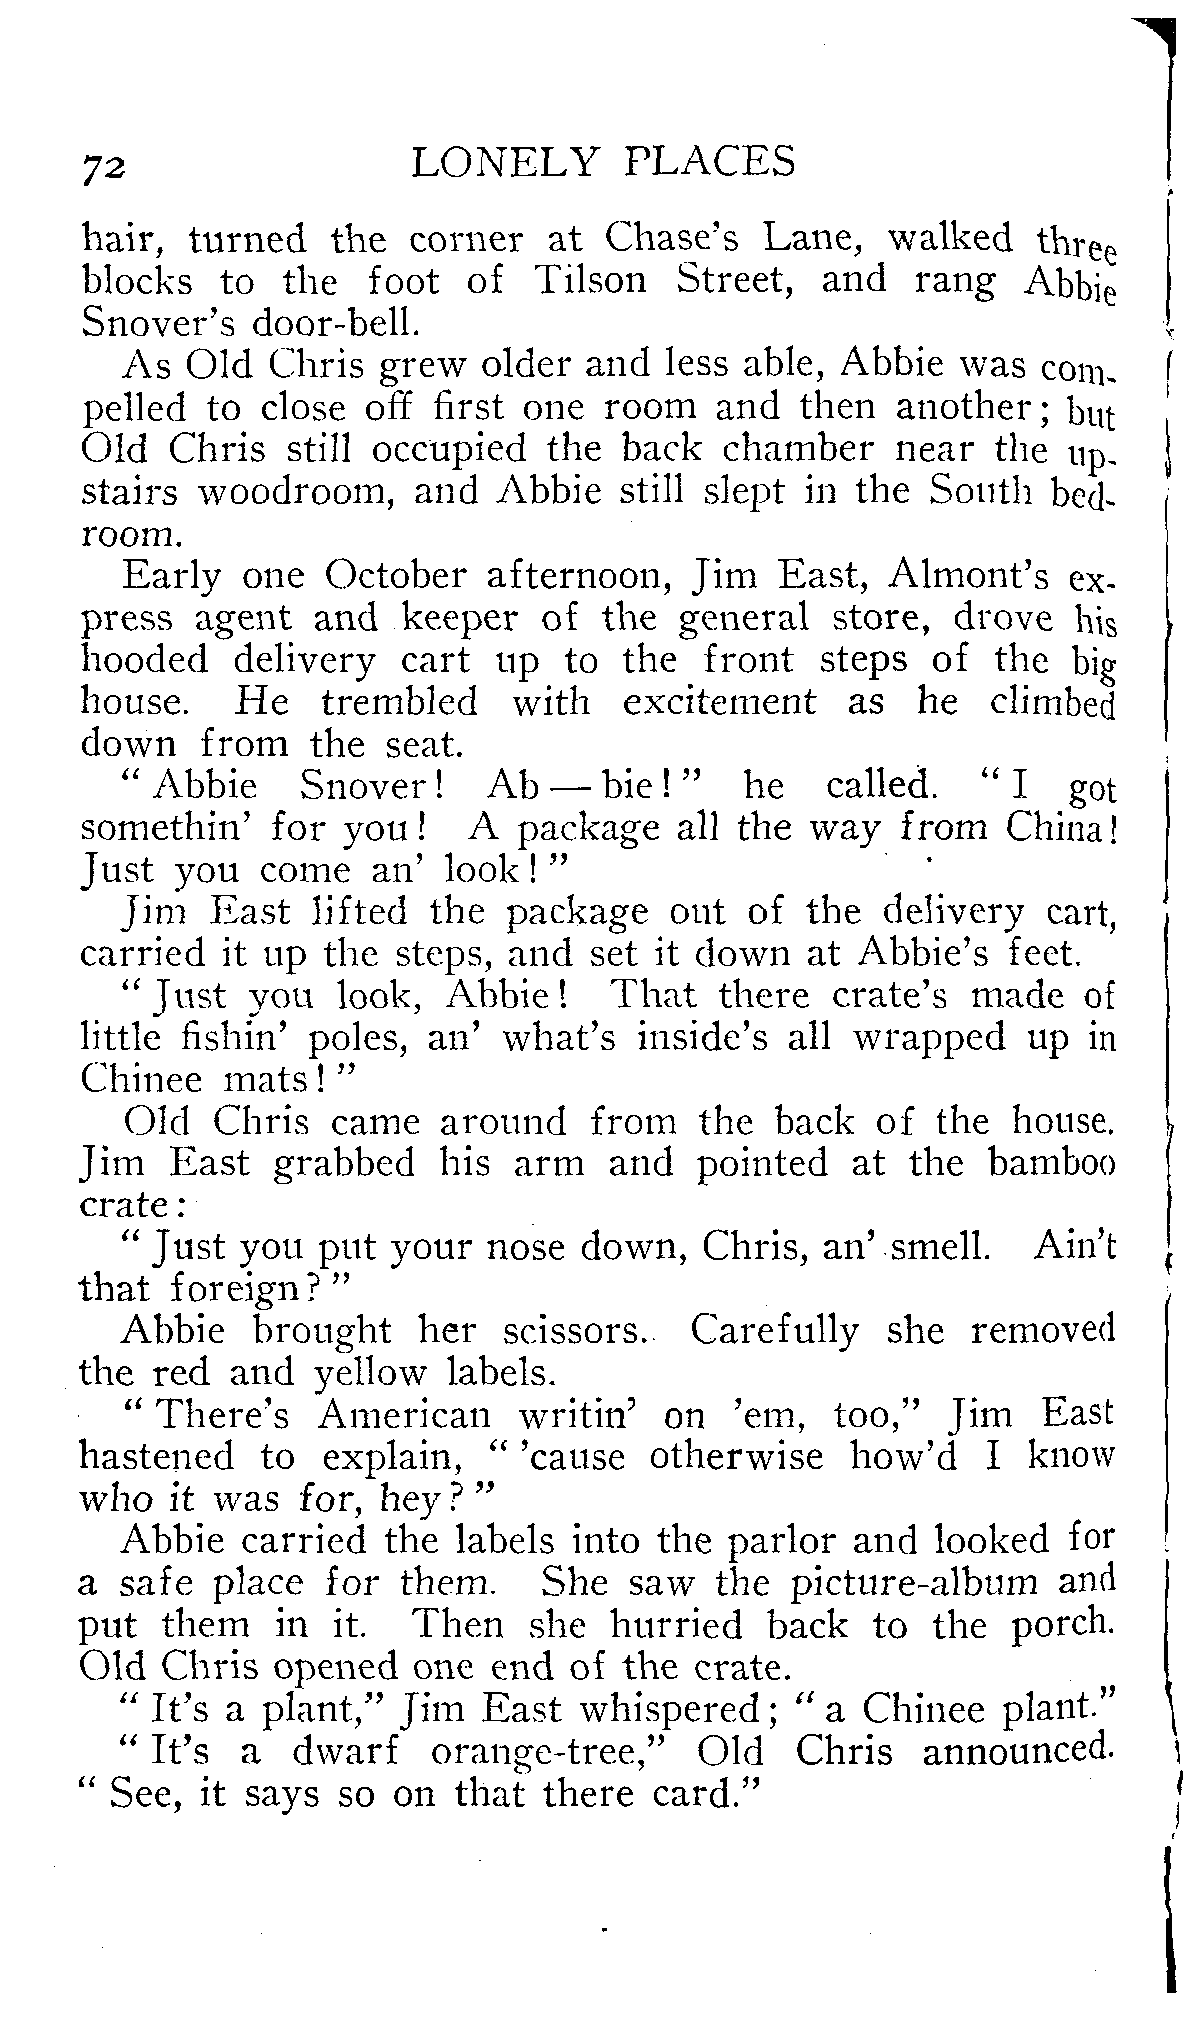 72 LONELY PLACES
hair, turned the corner at Chase's Lane, walked three
blocks to the foot of Tilson Street, and rang Abbie
Snover's door-bell.
As Old Chris grew older and less able, Abbie was com-
pelled to close off first one room and then another; but
Old Chris still occupied the back chamber near the up-
stairs woodroom, and Abbie still slept in the South bed-
room.
Early one October afternoon, Jim East, Almont's ex-
press agent and keeper of the general store, drove his
hooded delivery cart up to the front steps of the big
house. He trembled with excitement as he climbed
down from the seat.
"Abbie Snover! Ab—bie!" he called. "I got
somethin' for you! A package all the way from China!
Just you come an' look!"
Jim East lifted the package out of the delivery cart,
carried it up the steps, and set it down at Abbie's feet.
"Just you look, Abbie! That there crate's made of
little fishin' poles, an' what's inside's all wrapped up in
Chinee mats!"
Old Chris came around from the back of the house.
Jim East grabbed his arm and pointed at the bamboo
crate:
"Just you put your nose down, Chris, an' smell. Ain't
that foreign?"
Abbie brought her scissors. Carefully she removed
the red and yellow labels.
"There's American writin' on 'em, too," Jim East
hastened to explain, "'cause otherwise how'd I know
who it was for, hey?"
Abbie carried the labels into the parlor and looked for
a safe place for them. She saw the picture-album and
put them in it. Then she hurried back to the porch.
Old Chris opened one end of the crate.
"It's a plant," Jim East whispered; "a Chinee plant."
"It's a dwarf orange-tree," Old Chris announced.
"See, it says so on that there card."